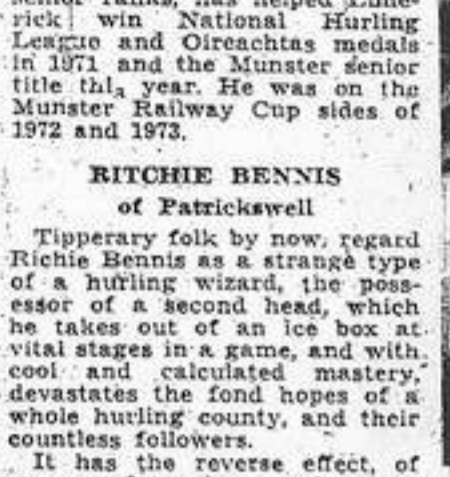 rick win National Hurling
League and Oireachtas medals
in 1971 and the Munster senior
title this year. He was on the
Munster Railway Cup sides of
1972 and 1973.
RITCHIE BENNIS
of Patrickswell
Tipperary folk by now, regard
Richie Bennis as a strange type
of a hurling wizard, the poss-
essor of a second head, which
he takes out of an ice box at
vital stages in a game, and with
cool and calculated mastery,
devastates the fond hopes of a
whole hurling county, and their
countless followers.
It has the reverse effect, of